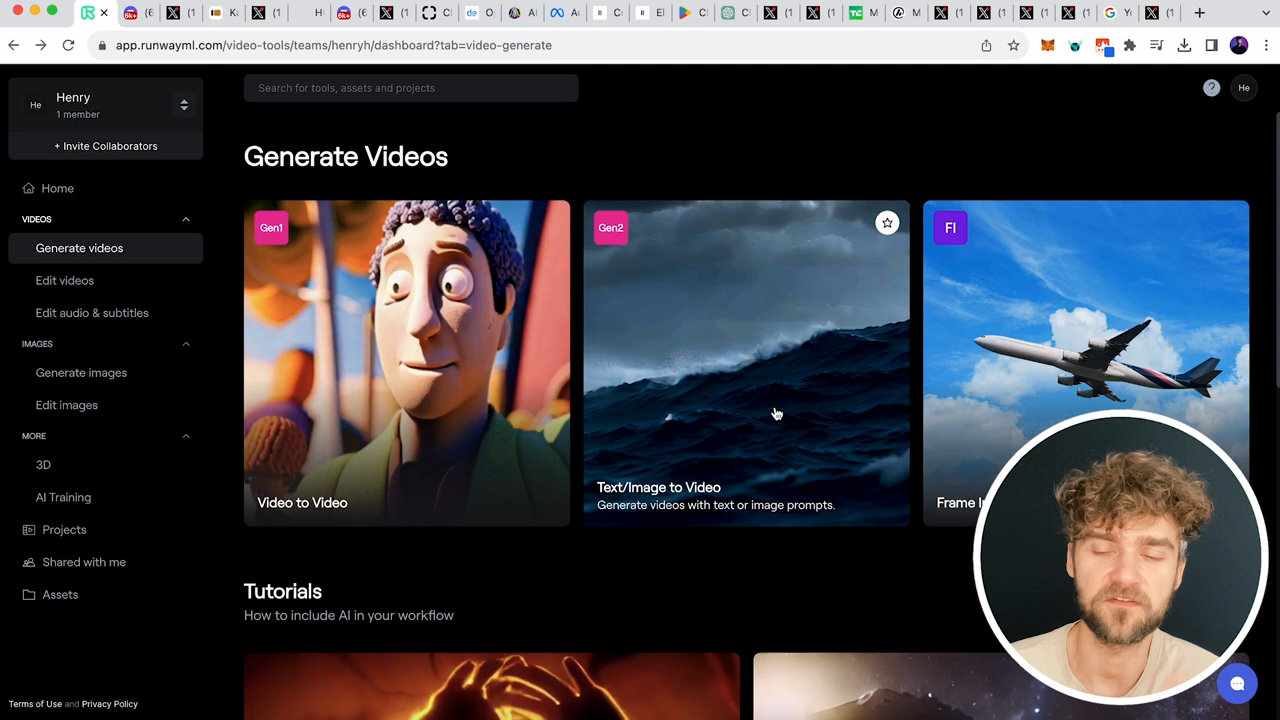 app.runwayml.com/video-tools/teams/henryh/dashboard?tab=video-generate
He
Henry
1 member
+ Invite Collaborators
Search for tools, assets and projects
?
He
Home
VIDEOS
Generate videos
Edit videos
Edit audio & subtitles
IMAGES
Generate images
Edit images
MORE
3D
AI Training
Projects
Shared with me
Assets
Terms of Use and Privacy Policy
Generate Videos
Gen1
Video to Video
Gen2
Text/Image to Video
Generate videos with text or image prompts.
FI
Frame
Tutorials
How to include AI in your workflow